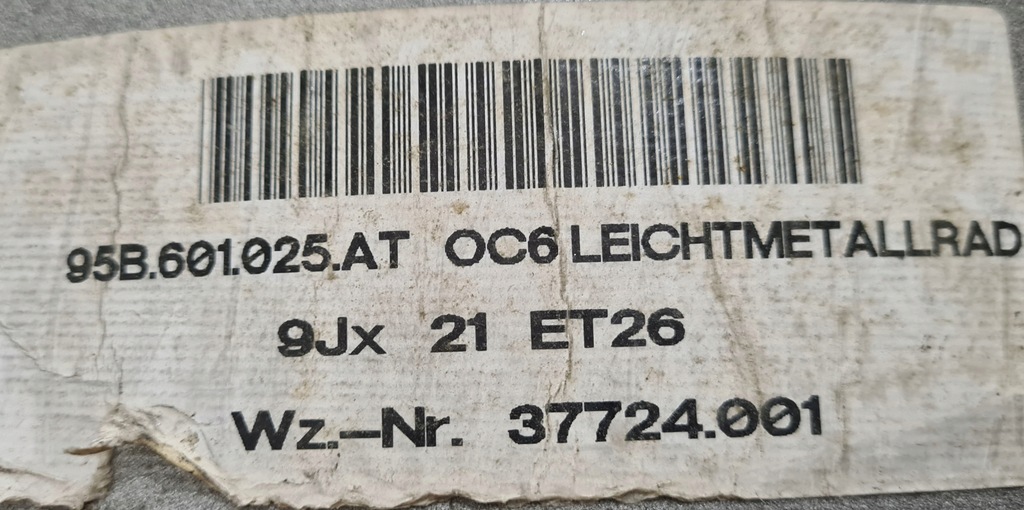 95B.601.025.AT OC6 LEICHTMETALLRAD
9Jx 21 ET26
Wz.-Nr. 37724.001